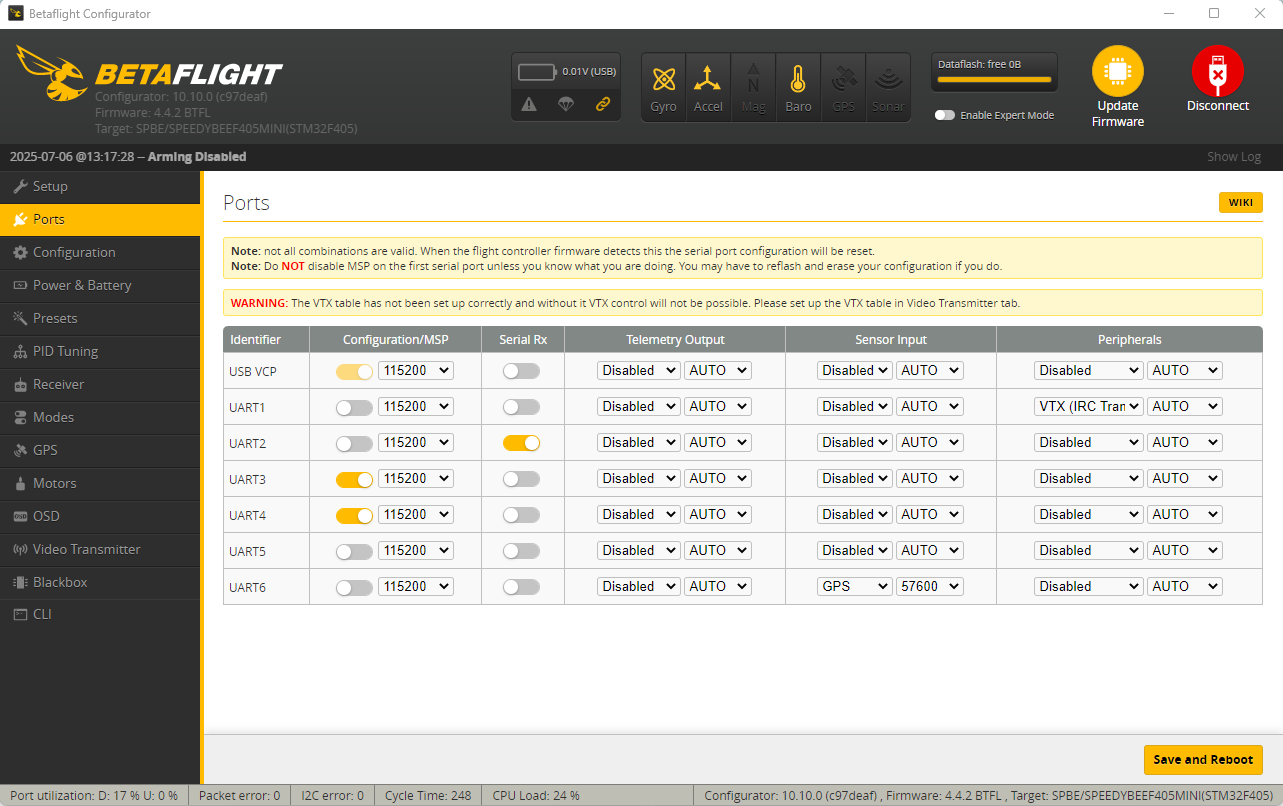 Betaflight Configurator
BETAFLIGHT
Configurator: 10.10.0 (c97deaf)
Firmware: 4.4.2 BTFL
Target: SPBE/SPEEDYBEEF405MINI(STM32F405)
0.01V (USB)
Gyro Accel Mag Baro GPS Sonar
Dataflash: free 0B
Enable Expert Mode
Update
Firmware
Disconnect
2025-07-06 @13:17:28 -- Arming Disabled
Show Log
Setup
Ports
Configuration
Power & Battery
Presets
PID Tuning
Receiver
Modes
GPS
Motors
OSD
Video Transmitter
Blackbox
CLI
Ports
WIKI
Note: not all combinations are valid. When the flight controller firmware detects this the serial port configuration will be reset.
Note: Do NOT disable MSP on the first serial port unless you know what you are doing. You may have to reflash and erase your configuration if you do.
WARNING: The VTX table has not been set up correctly and without it VTX control will not be possible. Please set up the VTX table in Video Transmitter tab.
Identifier Configuration/MSP Serial Rx Telemetry Output Sensor Input Peripherals
USB VCP 115200 Disabled AUTO Disabled AUTO Disabled AUTO
UART1 115200 Disabled AUTO Disabled AUTO VTX (IRC Tran AUTO
UART2 115200 Disabled AUTO Disabled AUTO Disabled AUTO
UART3 115200 Disabled AUTO Disabled AUTO Disabled AUTO
UART4 115200 Disabled AUTO Disabled AUTO Disabled AUTO
UART5 115200 Disabled AUTO Disabled AUTO Disabled AUTO
UART6 115200 Disabled AUTO GPS 57600 Disabled AUTO
Save and Reboot
Port utilization: D: 17 % U: 0 % Packet error: 0 I2C error: 0 Cycle Time: 248 CPU Load: 24 % Configurator: 10.10.0 (c97deaf) , Firmware: 4.4.2 BTFL , Target: SPBE/SPEEDYBEEF405MINI(STM32F405)